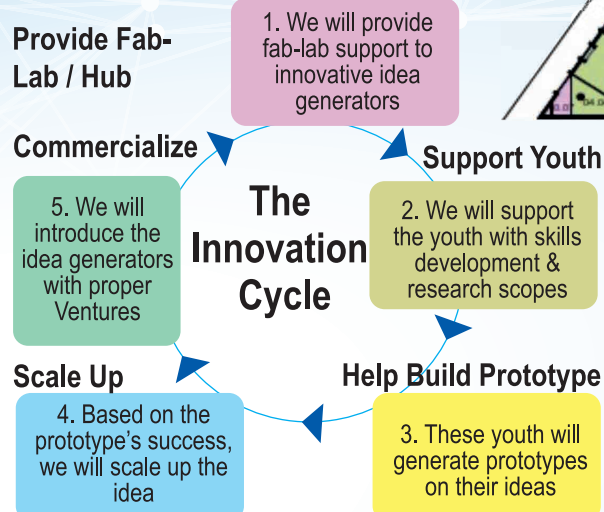 Provide Fab-
Lab / Hub
1. We will provide
fab-lab support to
innovative idea
generators
Support Youth
2. We will support
the youth with skills
development &
research scopes
Help Build Prototype
3. These youth will
generate prototypes
on their ideas
Scale Up
4. Based on the
prototype's success,
we will scale up the
idea
Commercialize
5. We will
introduce the
idea generators
with proper
Ventures
The
Innovation
Cycle